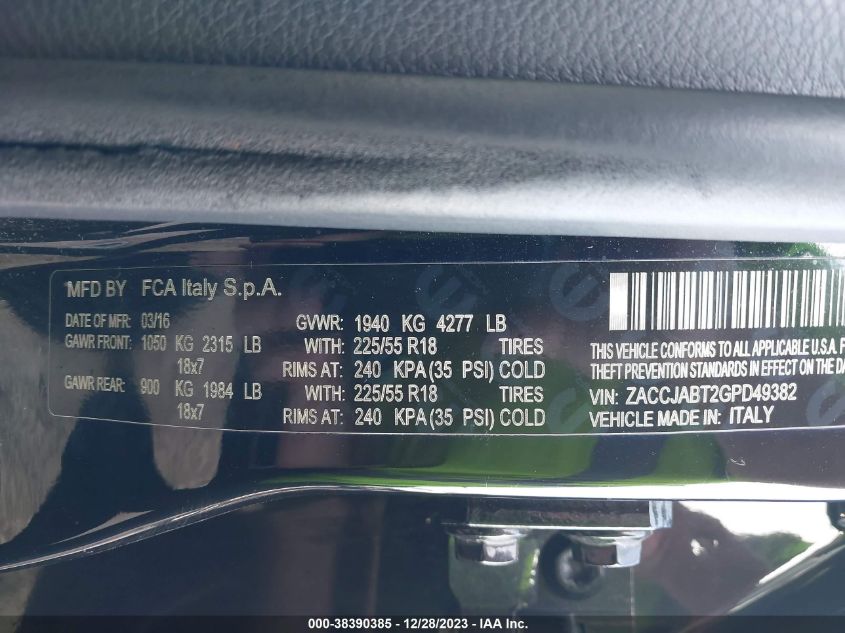 MFD BY FCA Italy S.p.A.
DATE OF MFR: 03/16 GVWR: 1940 KG 4277 LB
GAWR FRONT: 1050 KG 2315 LB WITH: 225/55 R18 TIRES
18x7 RIMS AT: 240 KPA (35 PSI) COLD
GAWR REAR: 900 KG 1984 LB WITH: 225/55 R18 TIRES
18x7 RIMS AT: 240 KPA (35 PSI) COLD
THIS VEHICLE CONFORMS TO ALL APPLICABLE U.S.A.
THEFT PREVENTION STANDARDS IN EFFECT ON THE
VIN: ZACCJABT2GPD49382
VEHICLE MADE IN: ITALY
000-38390385 - 12/28/2023 - IAA Inc.